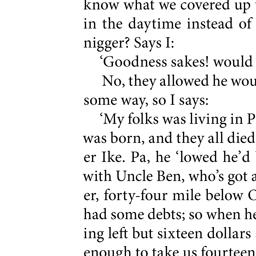 know what we covered up
in the daytime instead of
nigger? Says I:
‘Goodness sakes! would
No, they allowed he wou
some way, so I says:
‘My folks was living in P
was born, and they all died
er Ike. Pa, he ‘lowed he’d
with Uncle Ben, who’s got a
er, forty-four mile below O
had some debts; so when he
ing left but sixteen dollars
enough to take us fourteen